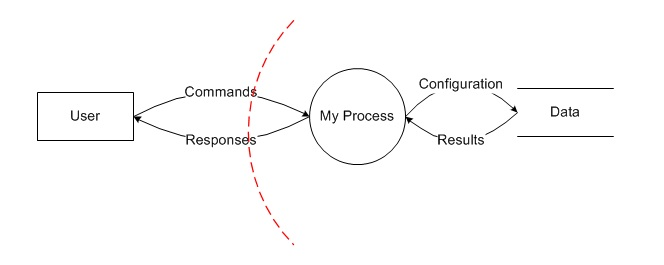 Commands
Configuration
User
My Process
Data
Responses
Results